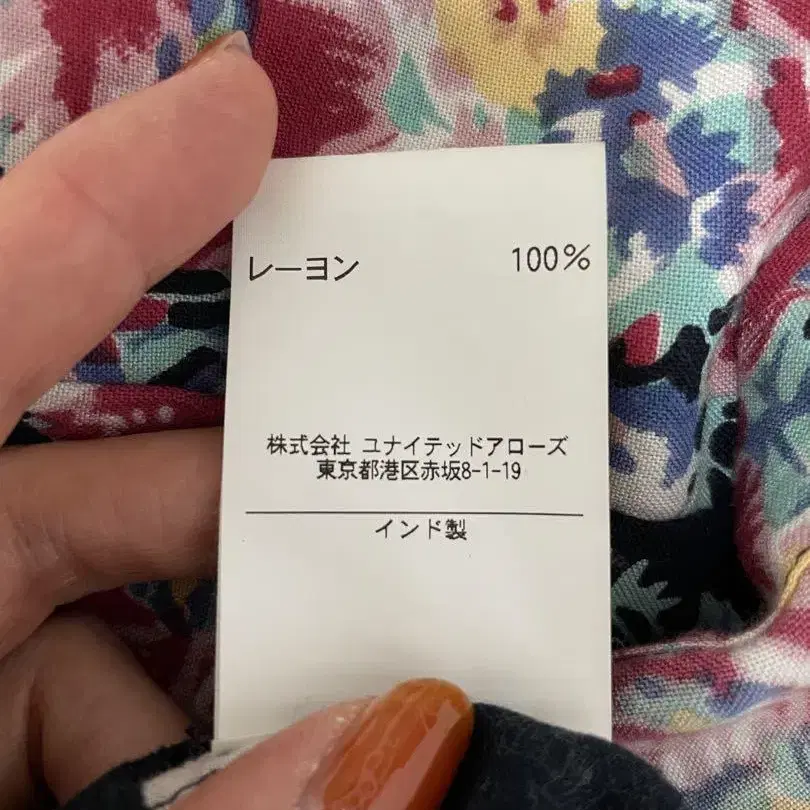 レーヨン 100%
株式会社 ユナイテッドアローズ
東京都港区赤坂8-1-19
インド製